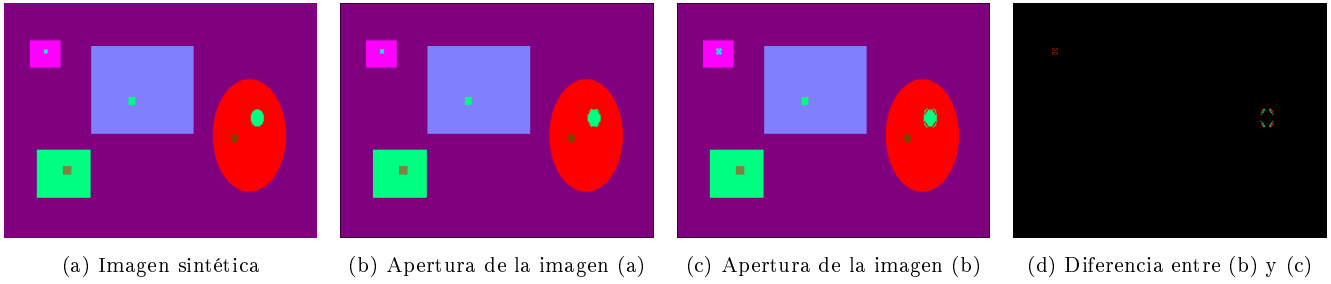 (a) Imagen sintética
(b) Apertura de la imagen (a)
(c) Apertura de la imagen (b)
(d) Diferencia entre (b) y (c)